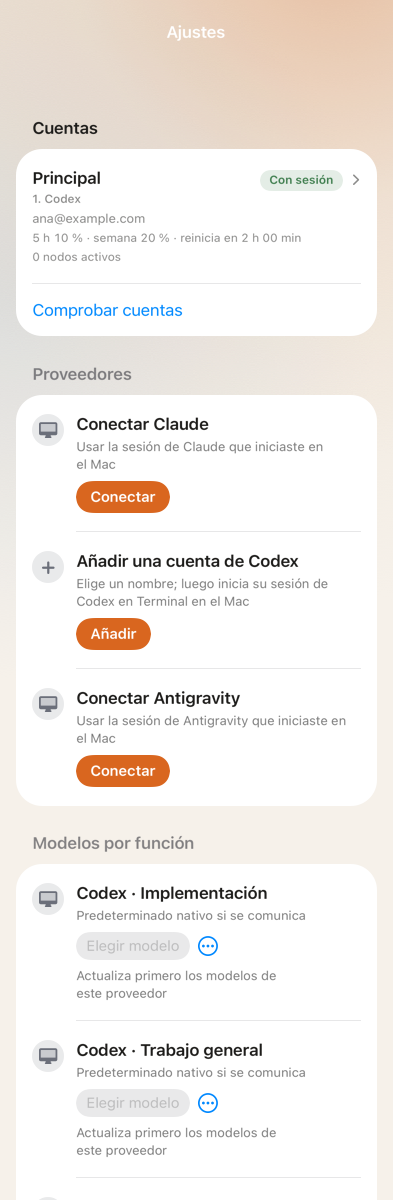 Ajustes
Cuentas
Principal
Con sesión
1. Codex
ana@example.com
5 h 10 % · semana 20 % · reinicia en 2 h 00 min
0 nodos activos
Comprobar cuentas
Proveedores
Conectar Claude
Usar la sesión de Claude que iniciaste en
el Mac
Conectar
Añadir una cuenta de Codex
Elige un nombre; luego inicia su sesión de
Codex en Terminal en el Mac
Añadir
Conectar Antigravity
Usar la sesión de Antigravity que iniciaste en
el Mac
Conectar
Modelos por función
Codex · Implementación
Predeterminado nativo si se comunica
Elegir modelo
Actualiza primero los modelos de
este proveedor
Codex · Trabajo general
Predeterminado nativo si se comunica
Elegir modelo
Actualiza primero los modelos de
este proveedor